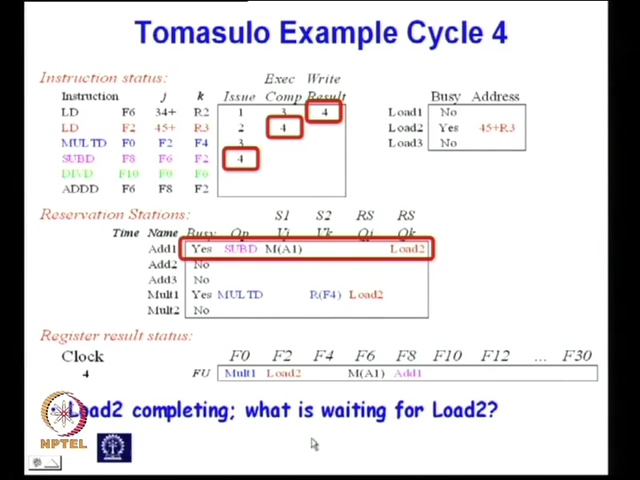 Tomasulo Example Cycle 4
Instruction status: Exec Write
Instruction j k Issue Comp Result Busy Address
LD F6 34+ R2 1 3 4 Load1 No
LD F2 45+ R3 2 4 Load2 Yes 45+R3
MULTD F0 F2 F4 3 Load3 No
SUBD F8 F6 F2 4
DIVD F10 F0 F6
ADDD F6 F8 F2
Reservation Stations: S1 S2 RS RS
Time Name Busy Op Vj Vk Qj Qk
Add1 Yes SUBD M(A1) Load2
Add2 No
Add3 No
Mult1 Yes MULTD R(F4) Load2
Mult2 No
Register result status:
Clock F0 F2 F4 F6 F8 F10 F12 ... F30
4 FU Mult1 Load2 M(A1) Add1
• Load2 completing; what is waiting for Load2?
NPTEL